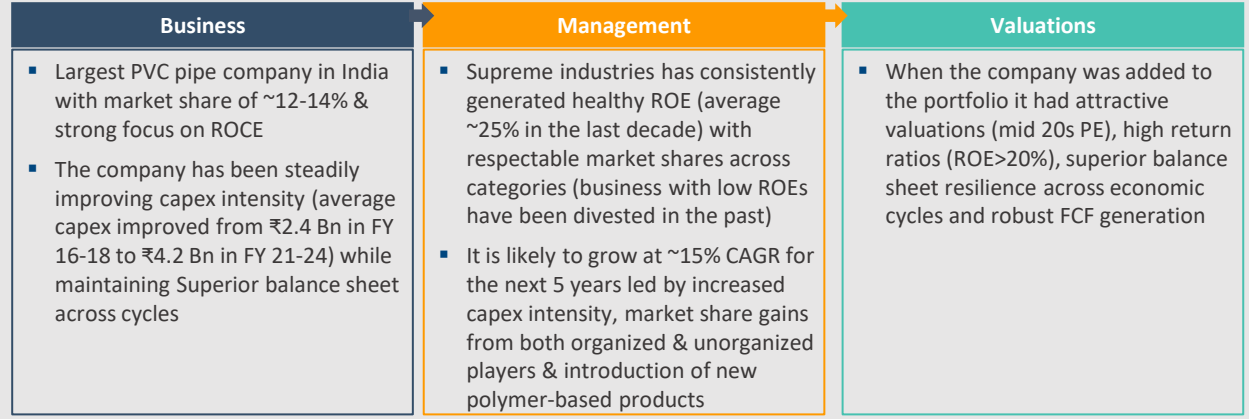 Business
▪ Largest PVC pipe company in India
with market share of ~12-14% &
strong focus on ROCE
▪ The company has been steadily
improving capex intensity (average
capex improved from ₹2.4 Bn in FY
16-18 to ₹4.2 Bn in FY 21-24) while
maintaining Superior balance sheet
across cycles
Management
▪ Supreme industries has consistently
generated healthy ROE (average
~25% in the last decade) with
respectable market shares across
categories (business with low ROEs
have been divested in the past)
▪ It is likely to grow at ~15% CAGR for
the next 5 years led by increased
capex intensity, market share gains
from both organized & unorganized
players & introduction of new
polymer-based products
Valuations
▪ When the company was added to
the portfolio it had attractive
valuations (mid 20s PE), high return
ratios (ROE>20%), superior balance
sheet resilience across economic
cycles and robust FCF generation